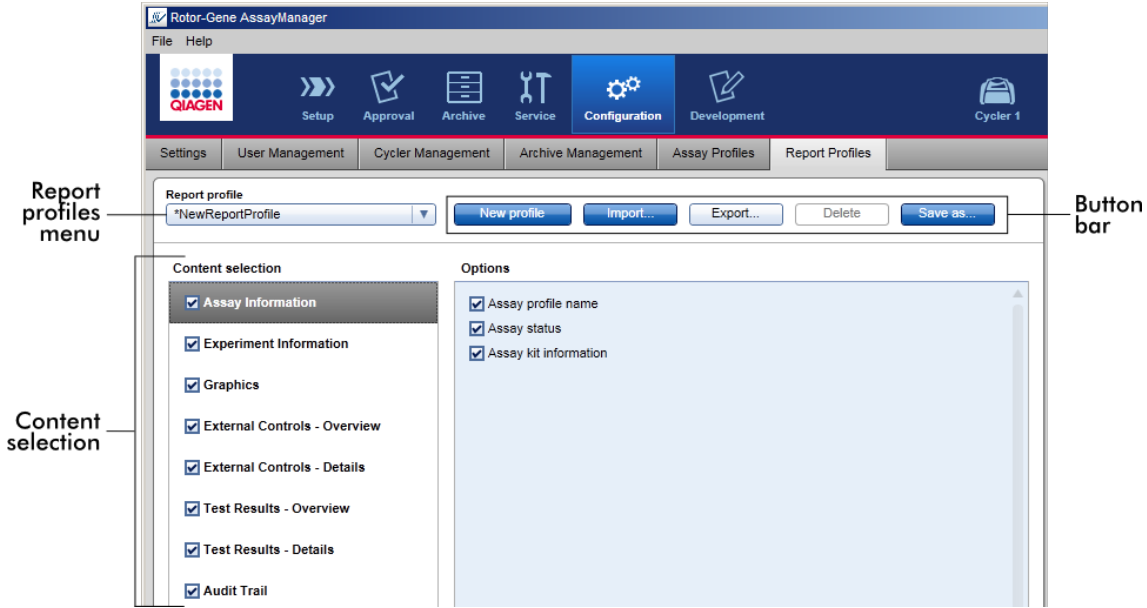 Rotor-Gene AssayManager
File Help
QIAGEN
Setup Approval Archive Service Configuration Development Cycler 1
Settings User Management Cycler Management Archive Management Assay Profiles Report Profiles
Report profiles menu
Report profile
*NewReportProfile New profile Import... Export... Delete Save as...
Button bar
Content selection Options
Assay Information Assay profile name
Assay status
Experiment Information Assay kit information
Graphics
Content selection
External Controls - Overview
External Controls - Details
Test Results - Overview
Test Results - Details
Audit Trail